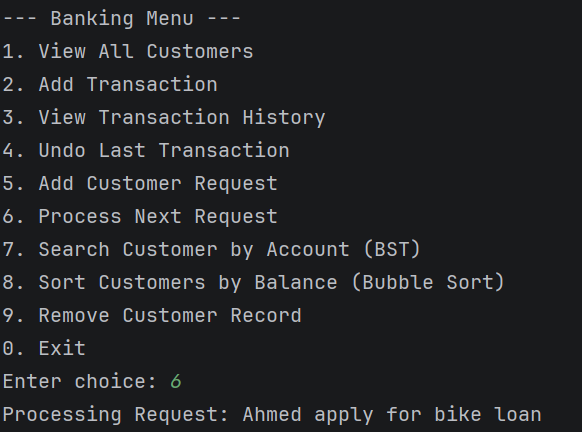 --- Banking Menu ---
1. View All Customers
2. Add Transaction
3. View Transaction History
4. Undo Last Transaction
5. Add Customer Request
6. Process Next Request
7. Search Customer by Account (BST)
8. Sort Customers by Balance (Bubble Sort)
9. Remove Customer Record
0. Exit
Enter choice: 6
Processing Request: Ahmed apply for bike loan